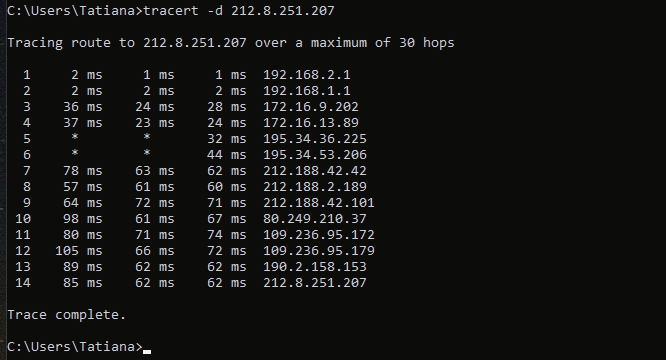 C:\Users\Tatiana>tracert -d 212.8.251.207
Tracing route to 212.8.251.207 over a maximum of 30 hops
1 2 ms 1 ms 1 ms 192.168.2.1
2 2 ms 2 ms 2 ms 192.168.1.1
3 36 ms 24 ms 28 ms 172.16.9.202
4 37 ms 23 ms 24 ms 172.16.13.89
5 * * 32 ms 195.34.36.225
6 * * 44 ms 195.34.53.206
7 78 ms 63 ms 62 ms 212.188.42.42
8 57 ms 61 ms 60 ms 212.188.2.189
9 64 ms 72 ms 71 ms 212.188.42.101
10 98 ms 61 ms 67 ms 80.249.210.37
11 80 ms 71 ms 74 ms 109.236.95.172
12 105 ms 66 ms 72 ms 109.236.95.179
13 89 ms 62 ms 62 ms 190.2.158.153
14 85 ms 62 ms 62 ms 212.8.251.207
Trace complete.
C:\Users\Tatiana>